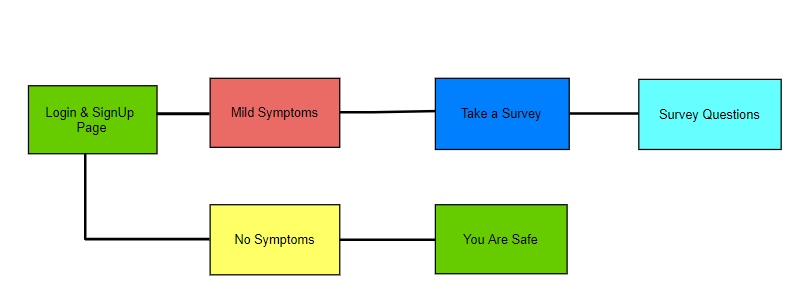 Login & SignUp
Page
Mild Symptoms
Take a Survey
Survey Questions
No Symptoms
You Are Safe